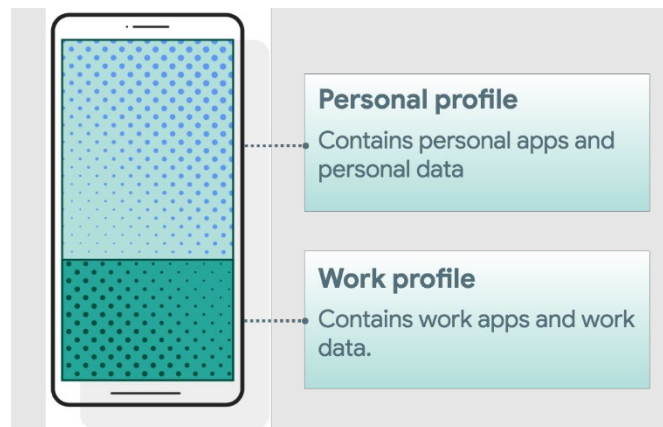 Personal profile
Contains personal apps and
personal data
Work profile
Contains work apps and work
data.